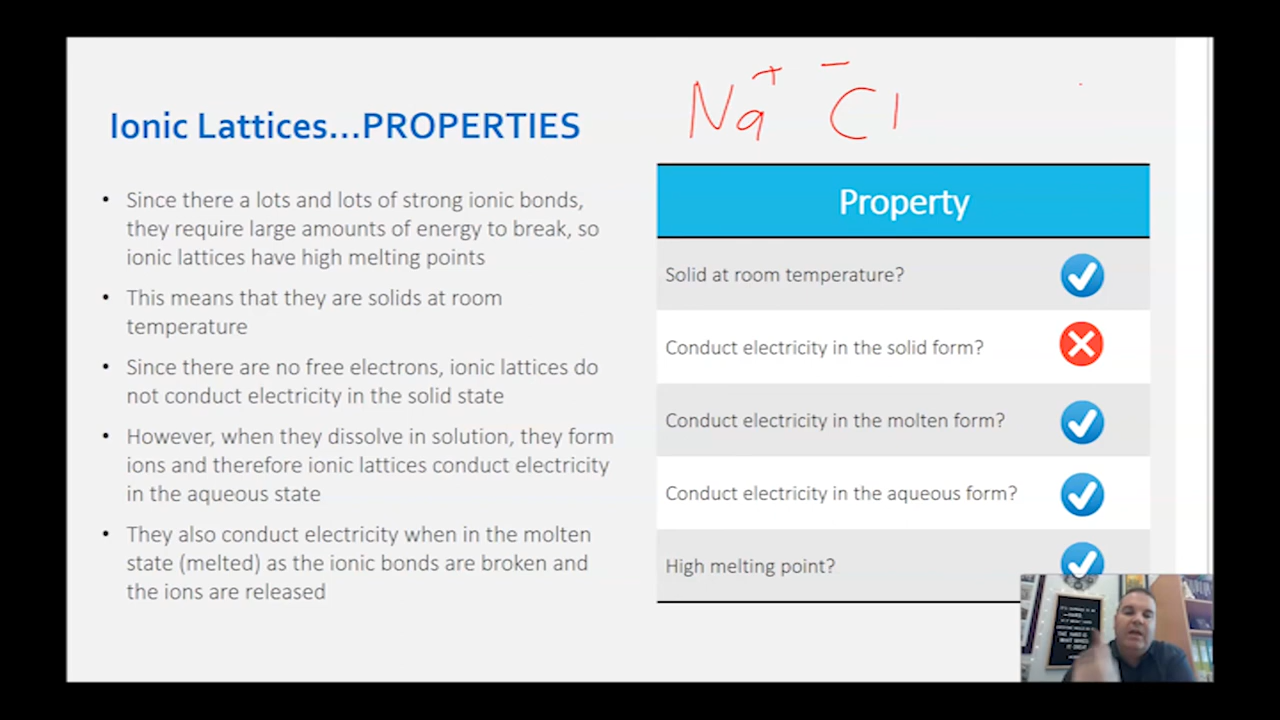 Na+ -Cl
Ionic Lattices...PROPERTIES
• Since there a lots and lots of strong ionic bonds,
they require large amounts of energy to break, so
ionic lattices have high melting points
• This means that they are solids at room
temperature
• Since there are no free electrons, ionic lattices do
not conduct electricity in the solid state
• However, when they dissolve in solution, they form
ions and therefore ionic lattices conduct electricity
in the aqueous state
• They also conduct electricity when in the molten
state (melted) as the ionic bonds are broken and
the ions are released
Property
Solid at room temperature?
Conduct electricity in the solid form?
Conduct electricity in the molten form?
Conduct electricity in the aqueous form?
High melting point?